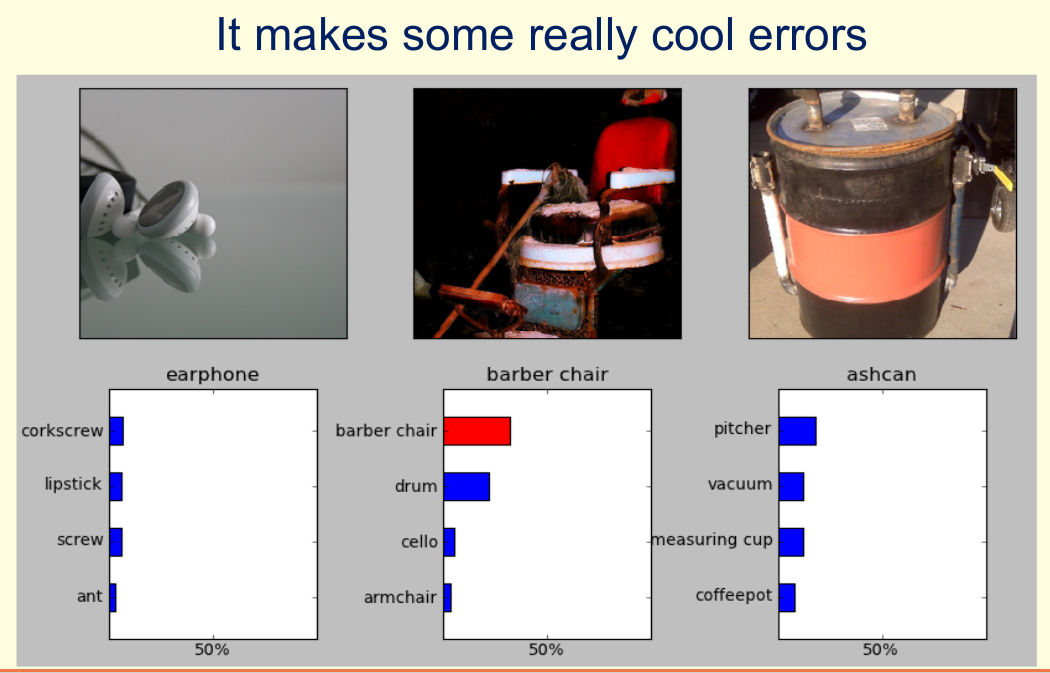 It makes some really cool errors
earphone
corkscrew
lipstick
screw
ant
50%
barber chair
barber chair
drum
cello
armchair
50%
ashcan
pitcher
vacuum
measuring cup
coffeepot
50%